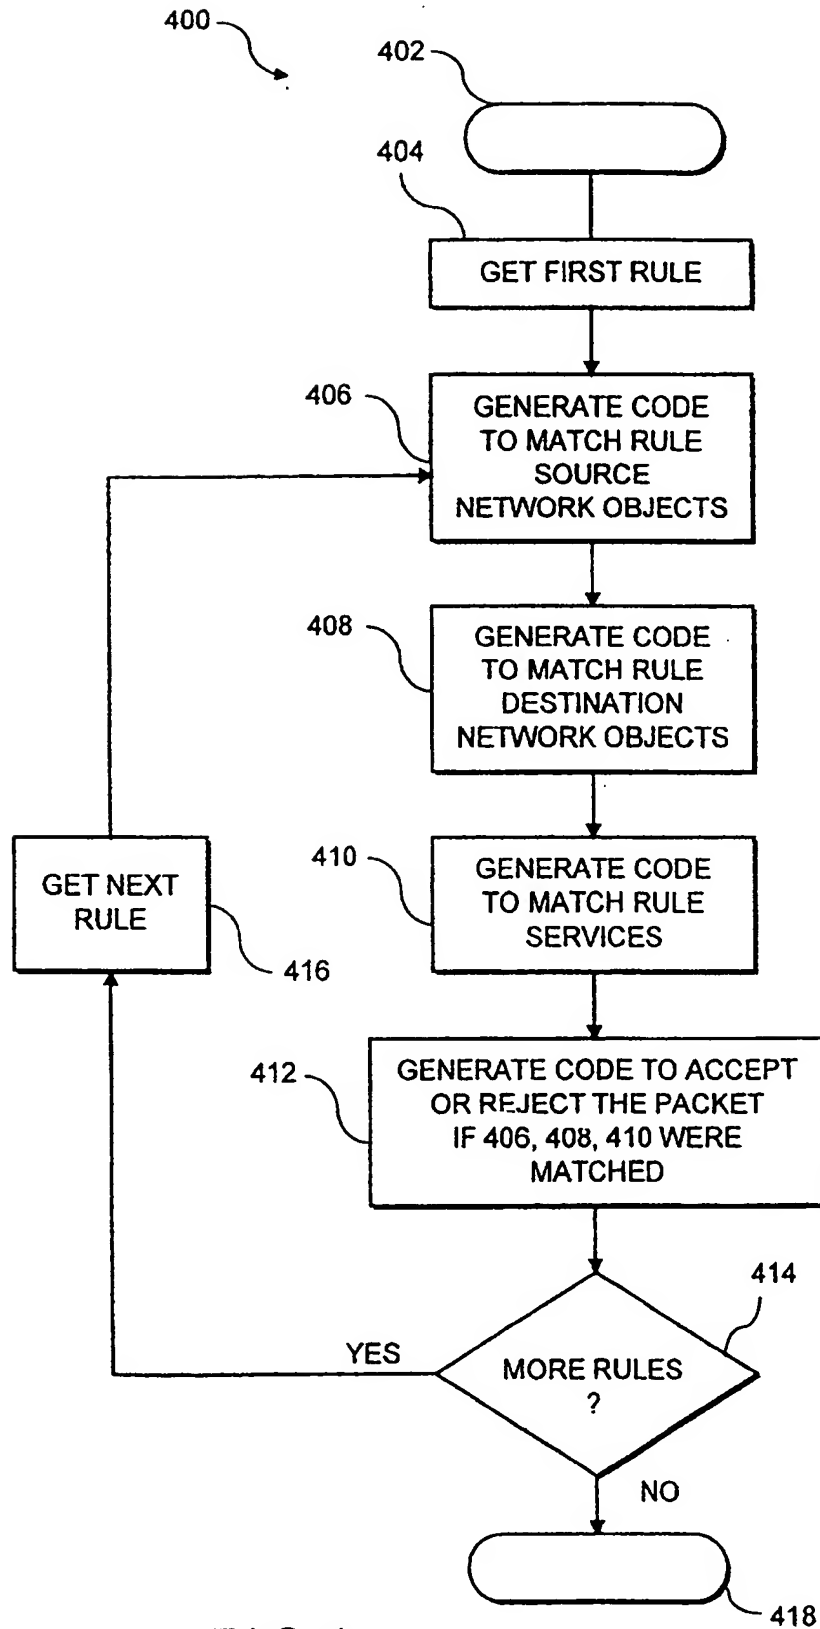 400
402
404
GET FIRST RULE
406
GENERATE CODE
TO MATCH RULE
SOURCE
NETWORK OBJECTS
408
GENERATE CODE
TO MATCH RULE
DESTINATION
NETWORK OBJECTS
410
GENERATE CODE
TO MATCH RULE
SERVICES
GET NEXT
RULE
416
412
GENERATE CODE TO ACCEPT
OR REJECT THE PACKET
IF 406, 408, 410 WERE
MATCHED
414
YES
MORE RULES
?
NO
418